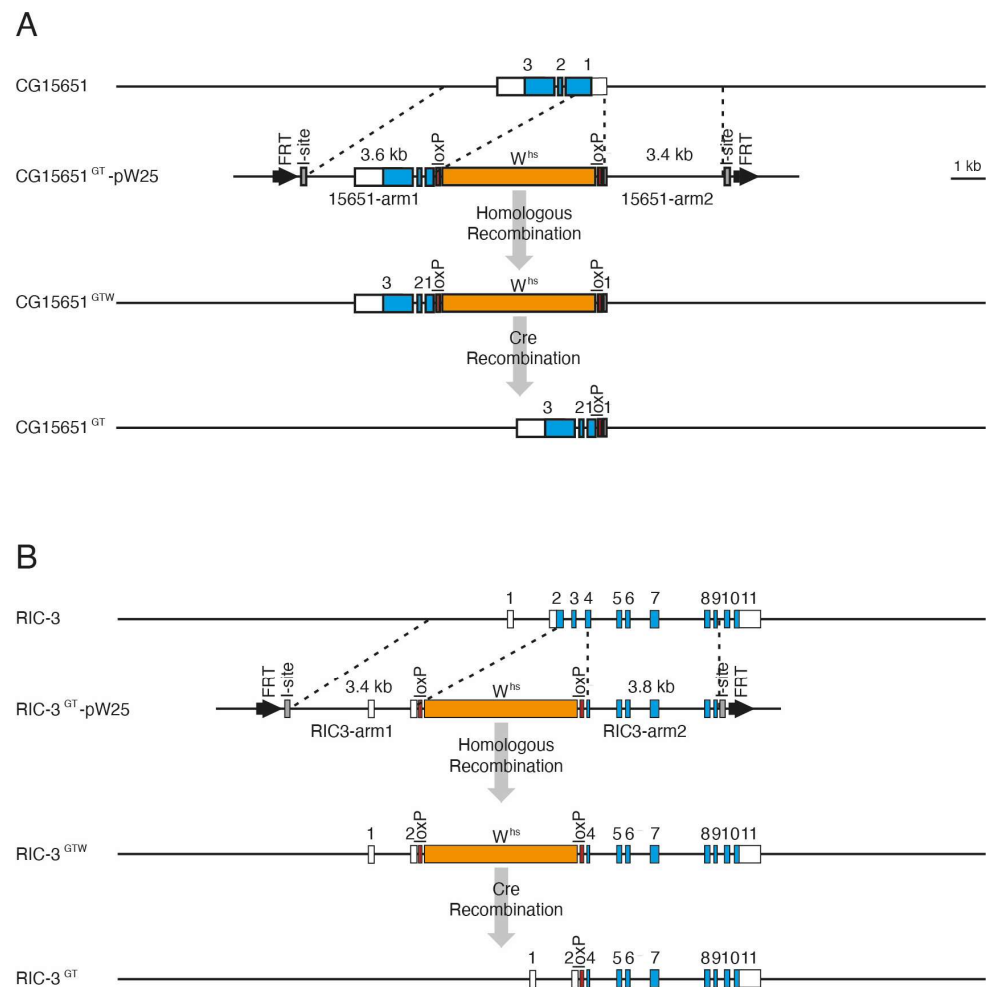 A
3 2 1
CG15651
FRT
I-site
3.6 kb
loxP
W hs
loxP
3.4 kb
I-site
FRT
1 kb
CG15651 GT -pW25
15651-arm1
15651-arm2
Homologous
Recombination
3 21
loxP
W hs
loxP
1
CG15651 GTW
Cre
Recombination
3 21
loxP
1
CG15651 GT
B
1 2 3 4 5 6 7 891011
RIC-3
FRT
I-site
3.4 kb
loxP
W hs
loxP
3.8 kb
I-site
FRT
RIC-3 GT -pW25
RIC3-arm1
RIC3-arm2
Homologous
Recombination
1 2
loxP
W hs
loxP
4 5 6 7 891011
RIC-3 GTW
Cre
Recombination
1 2
loxP
4 5 6 7 891011
RIC-3 GT